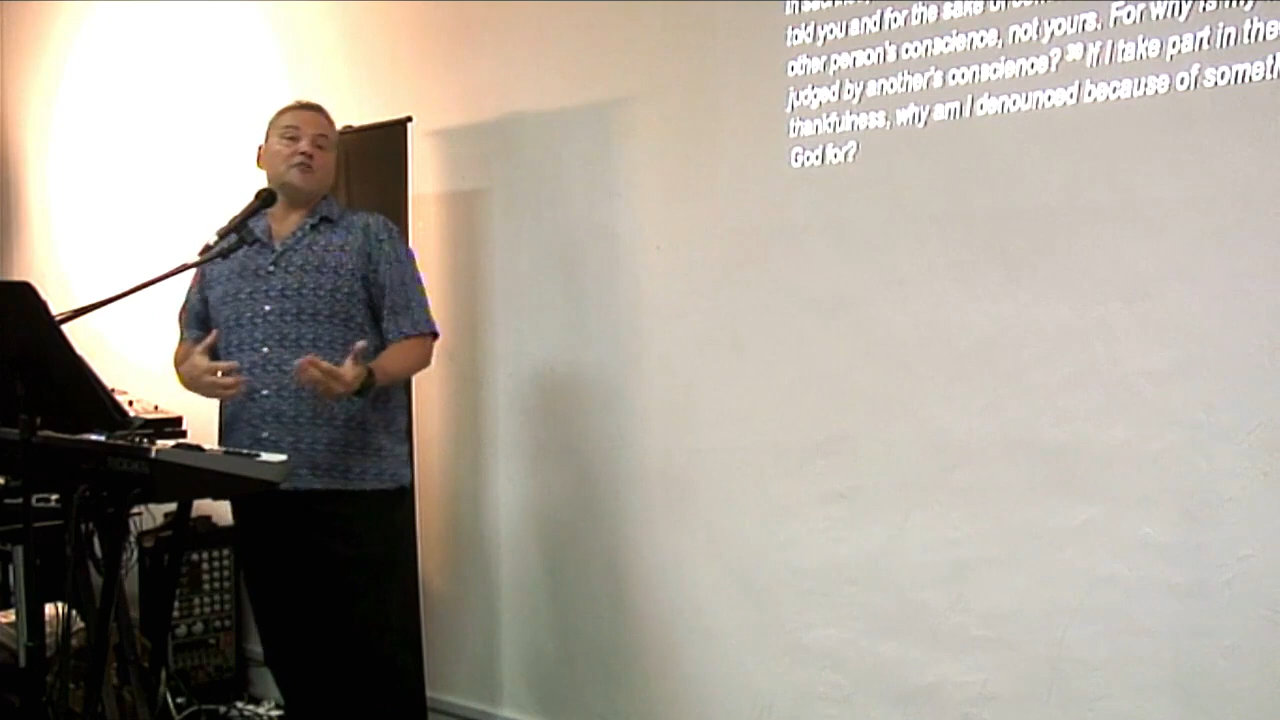 told you and for the sake of
other person's conscience, not yours. For why is my
judged by another's conscience? 30 If I take part in the
thankfulness, why am I denounced because of someth
God for?